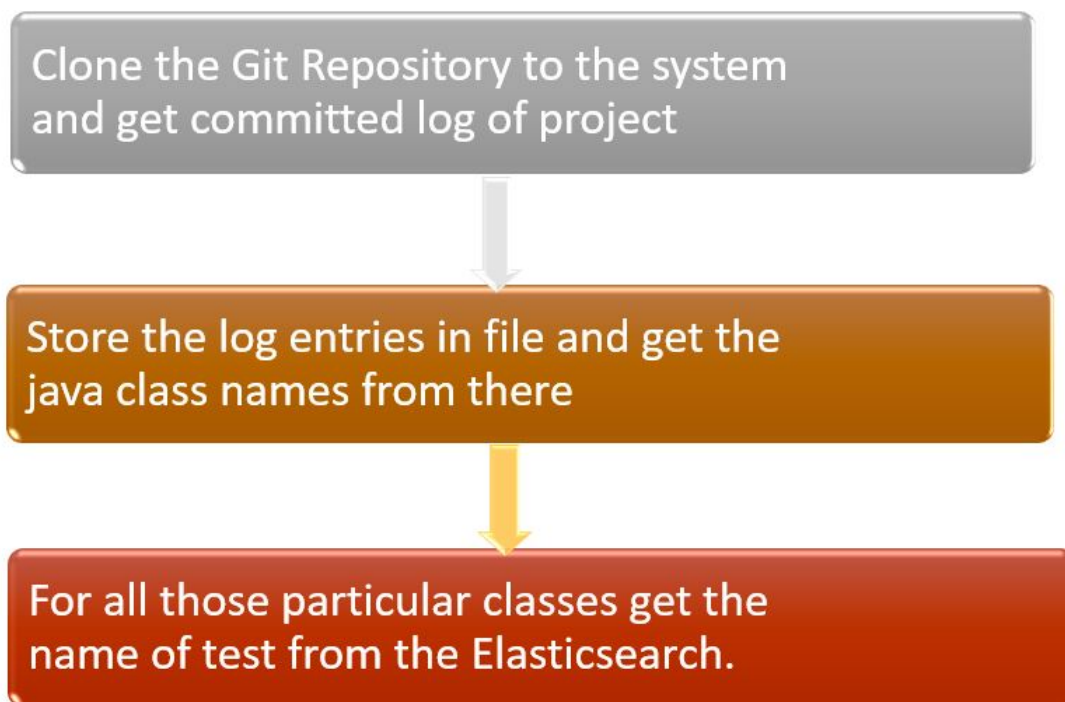 Clone the Git Repository to the system
and get committed log of project
Store the log entries in file and get the
java class names from there
For all those particular classes get the
name of test from the Elasticsearch.